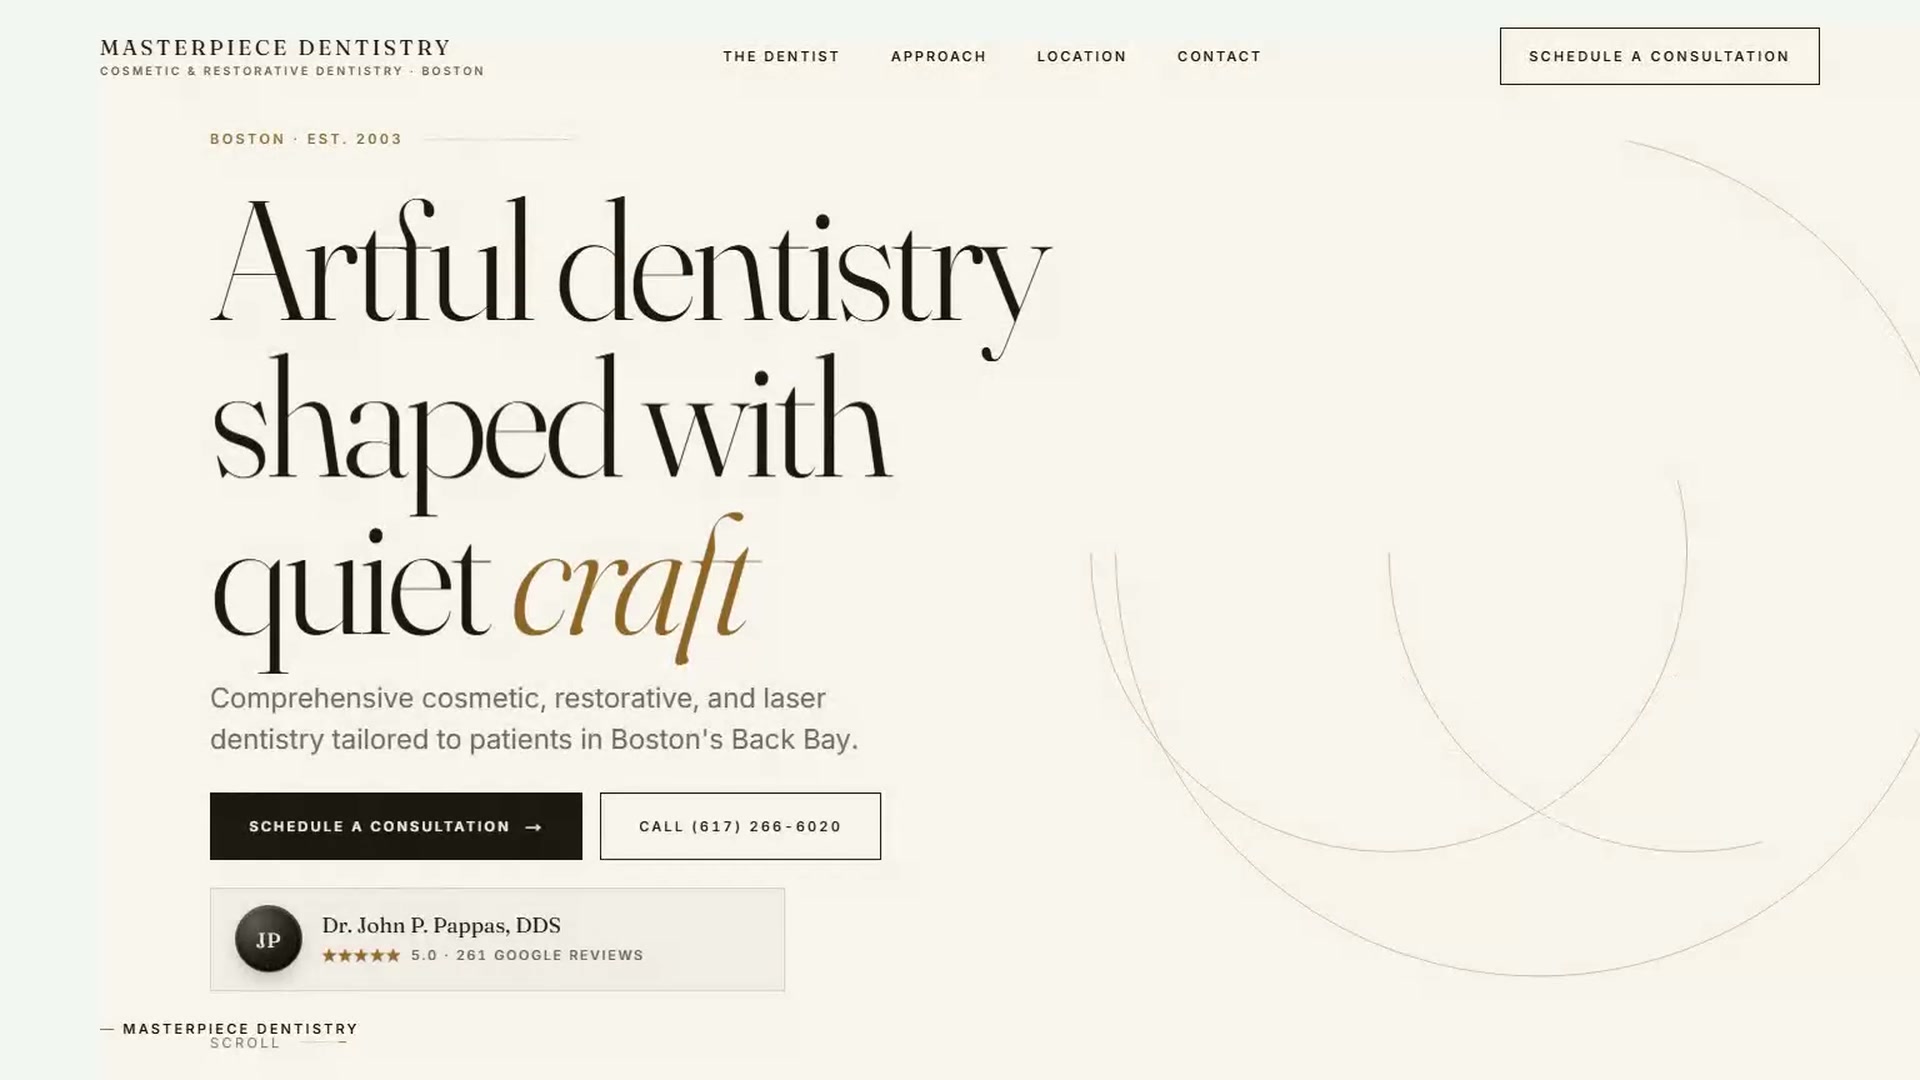 MASTERPIECE DENTISTRY
COSMETIC & RESTORATIVE DENTISTRY · BOSTON
THE DENTIST
APPROACH
LOCATION
CONTACT
SCHEDULE A CONSULTATION
BOSTON · EST. 2003
Artful dentistry
shaped with
quiet craft
Comprehensive cosmetic, restorative, and laser
dentistry tailored to patients in Boston's Back Bay.
SCHEDULE A CONSULTATION →
CALL (617) 266-6020
JP
Dr. John P. Pappas, DDS
★★★★★ 5.0 · 261 GOOGLE REVIEWS
— MASTERPIECE DENTISTRY
SCROLL